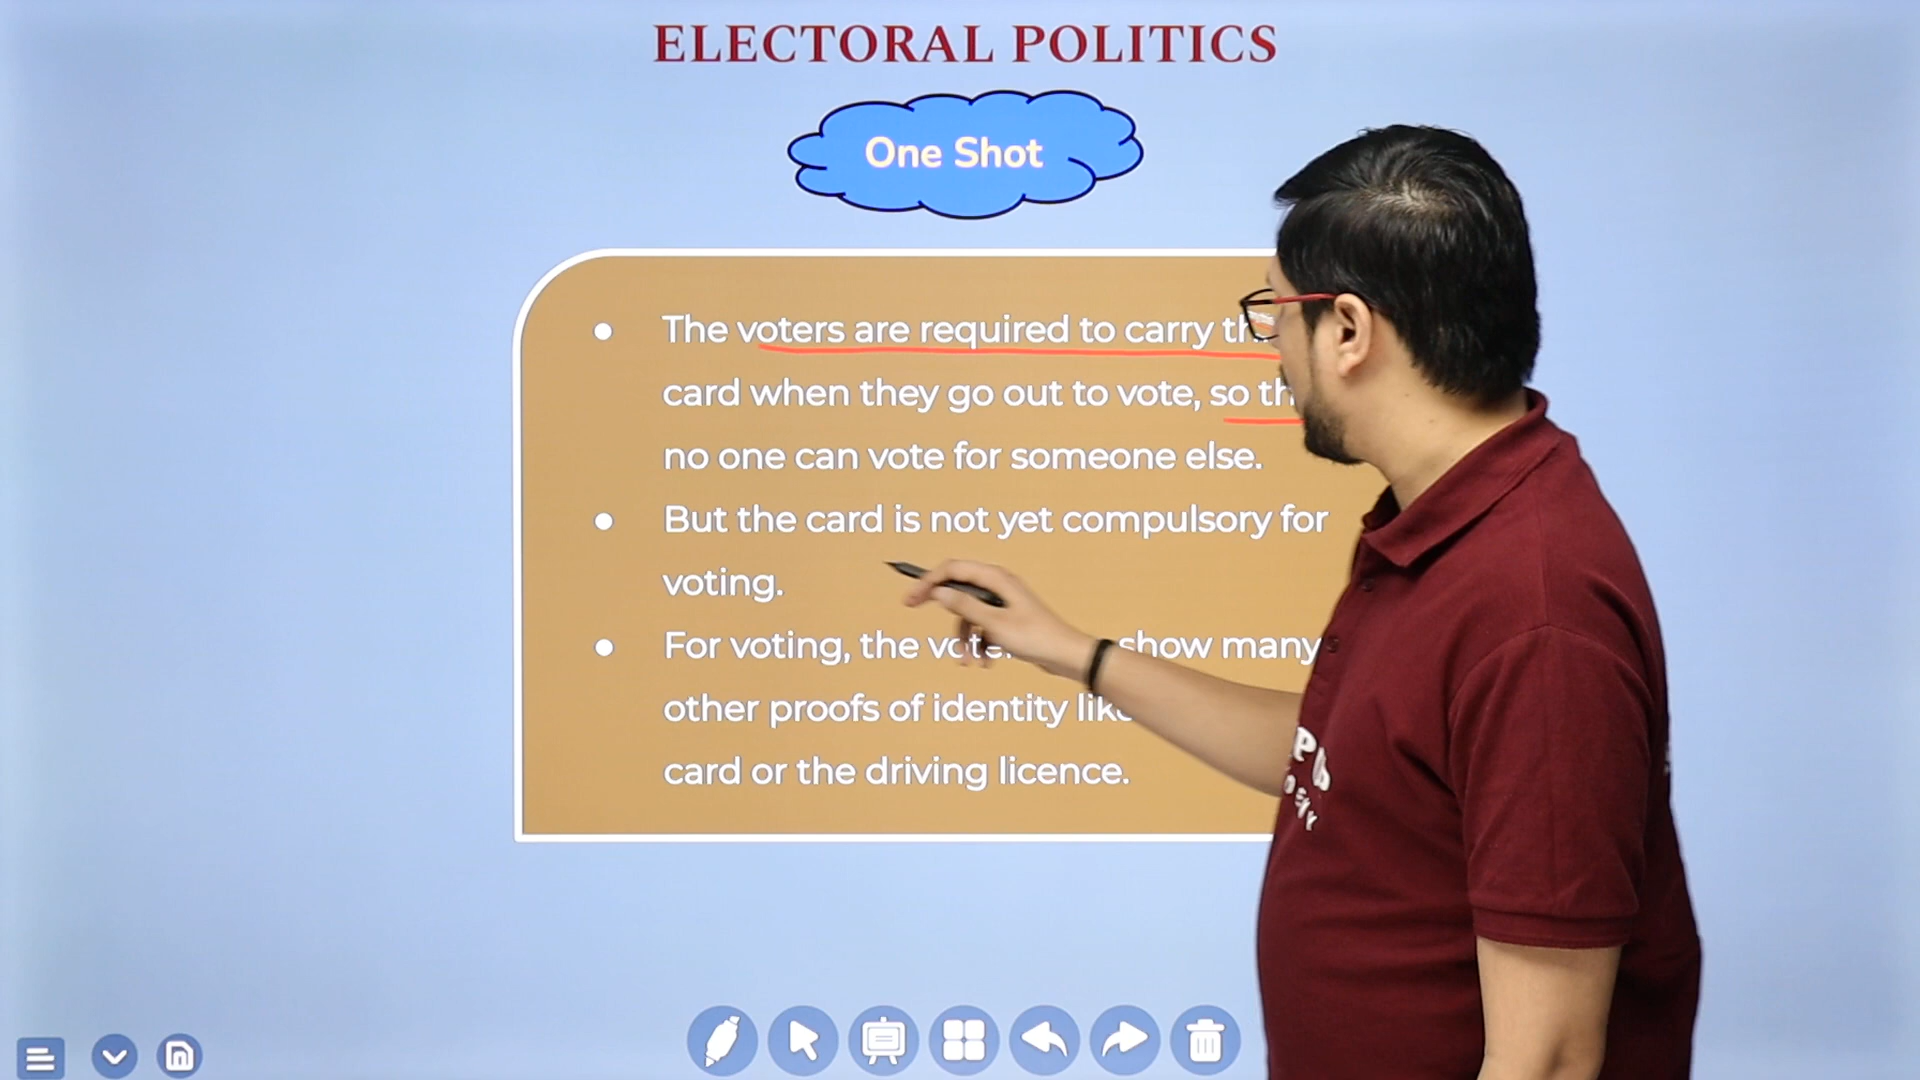 ELECTORAL POLITICS
One Shot
The voters are required to carry
card when they go out to vote, so
no one can vote for someone else.
But the card is not yet compulsory for
voting.
For voting, the show many
other proofs of identity
card or the driving licence.